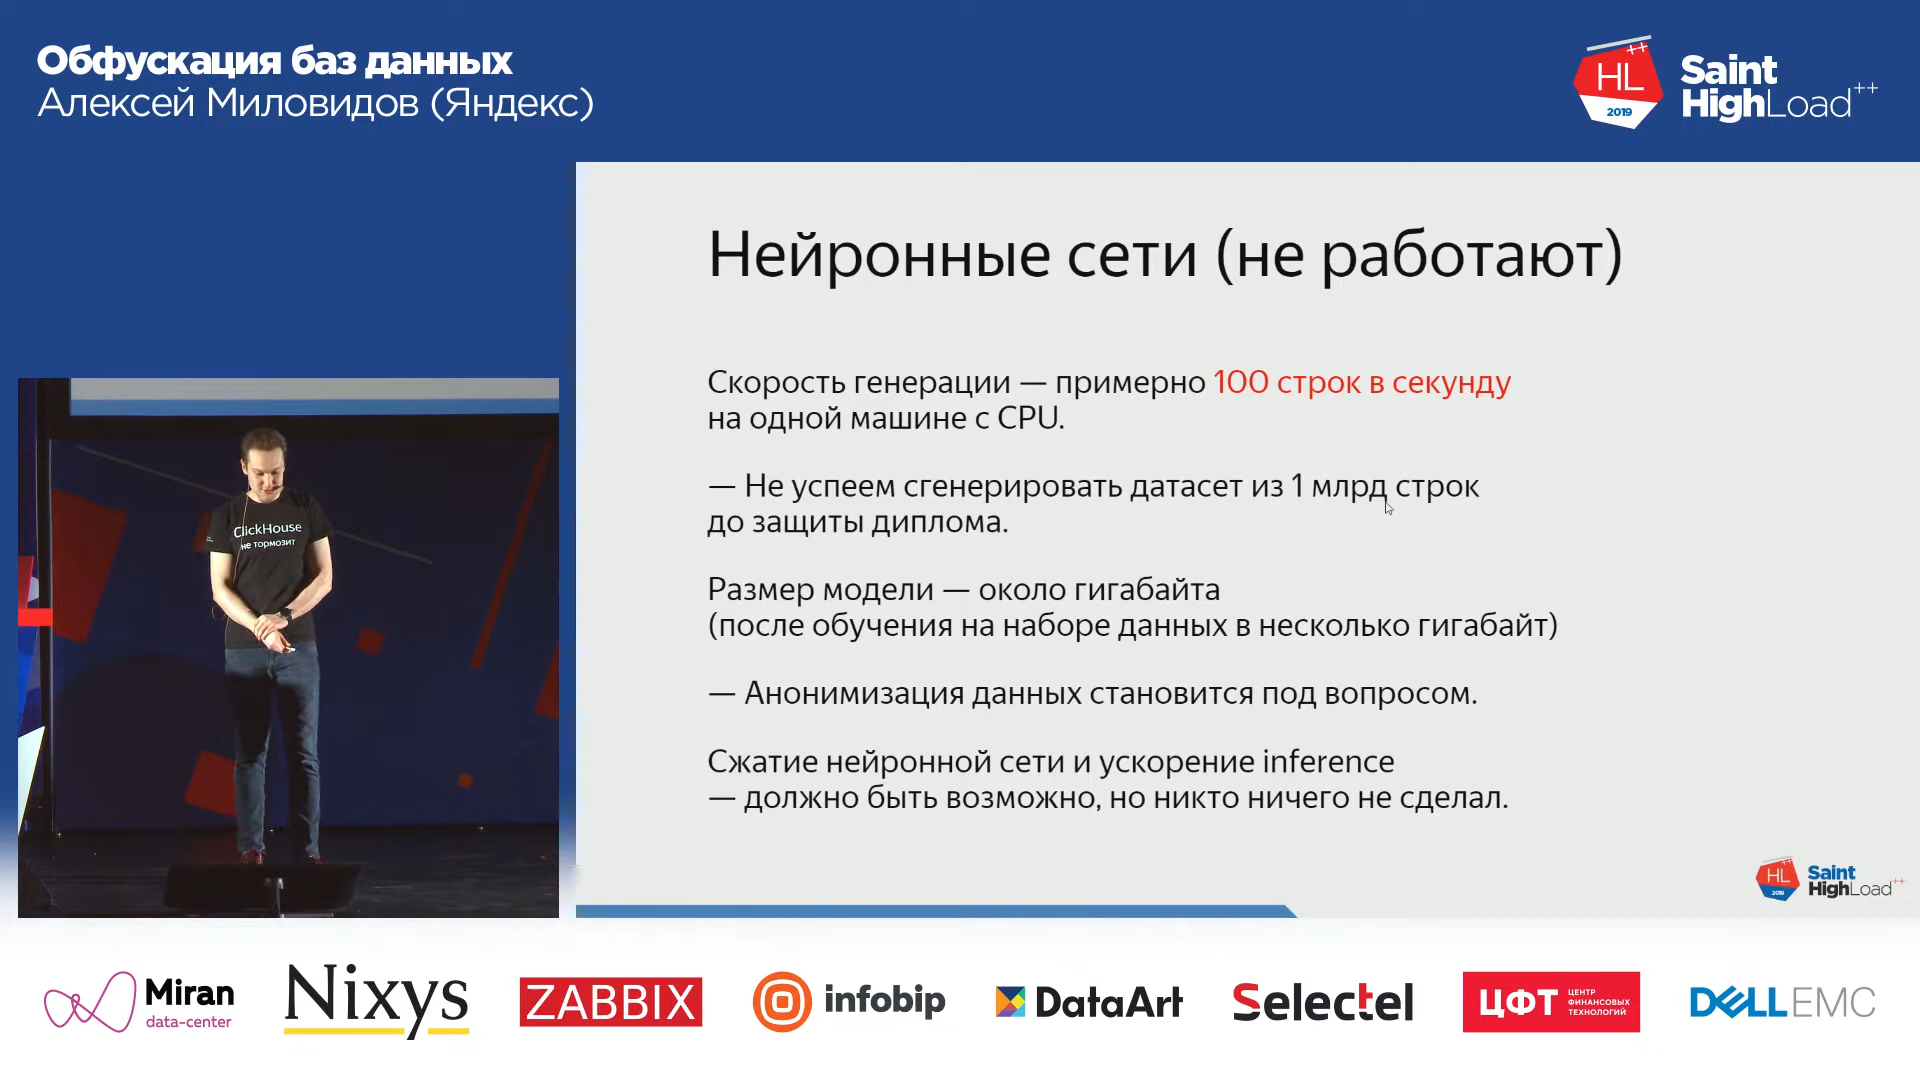 Обфускация баз данных
Алексей Миловидов (Яндекс)
HL
++
2019
Saint
HighLoad++
Нейронные сети (не работают)
Скорость генерации — примерно 100 строк в секунду
на одной машине с CPU.
— Не успеем сгенерировать датасет из 1 млрд строк
до защиты диплома.
Размер модели — около гигабайта
(после обучения на наборе данных в несколько гигабайт)
— Анонимизация данных становится под вопросом.
Сжатие нейронной сети и ускорение inference
— должно быть возможно, но никто ничего не сделал.
ClickHouse
не тормозит
HL
2019
Saint
HighLoad++
Miran
data-center
Nixys
ZABBIX
infobip
DataArt
Selectel
ЦФТ
ЦЕНТР
ФИНАНСОВЫХ
ТЕХНОЛОГИЙ
DELLEMC